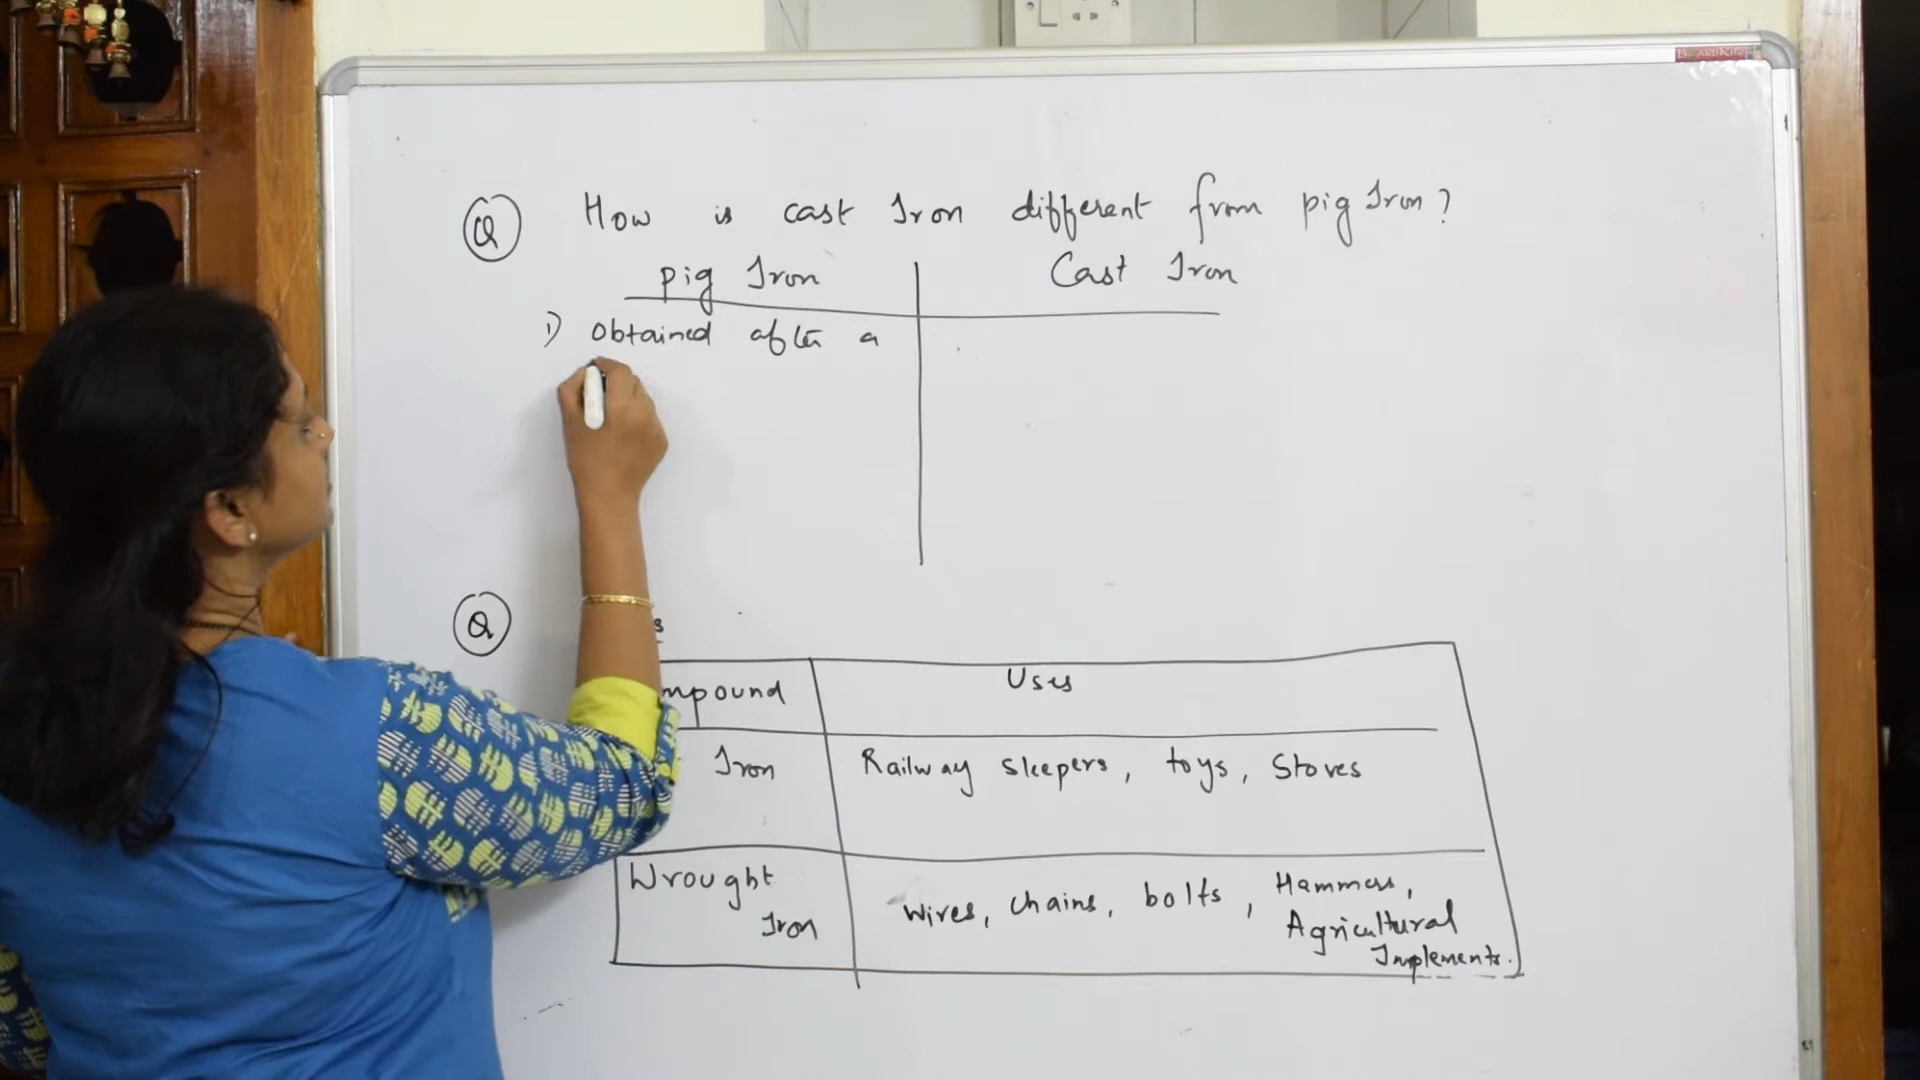 Q How is cast Iron different from pig Iron?
pig Iron Cast Iron
1) Obtained after a
Q
Uses
Iron Railway sleepers, toys, Stoves
Wrought Iron wires, chains, bolts, Hammers, Agricultural Implements.